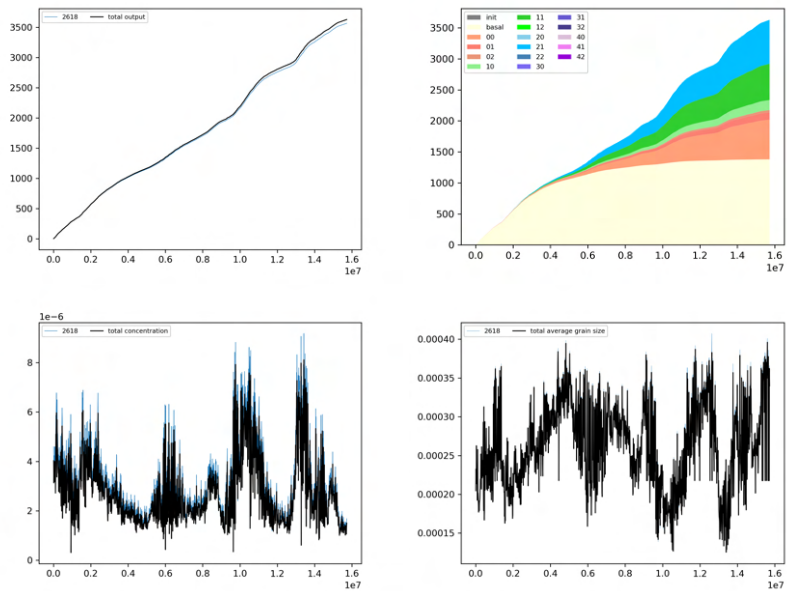 2618 total output
3500
3000
2500
2000
1500
1000
500
0
0.0 0.2 0.4 0.6 0.8 1.0 1.2 1.4 1.6
1e7
init 11 31
basal 12 32
00 20 40
01 21 41
02 22 42
10 30
3500
3000
2500
2000
1500
1000
500
0
0.0 0.2 0.4 0.6 0.8 1.0 1.2 1.4 1.6
1e7
1e-6
2618 total concentration
8
6
4
2
0
0.0 0.2 0.4 0.6 0.8 1.0 1.2 1.4 1.6
1e7
2618 total average grain size
0.00040
0.00035
0.00030
0.00025
0.00020
0.00015
0.0 0.2 0.4 0.6 0.8 1.0 1.2 1.4 1.6
1e7